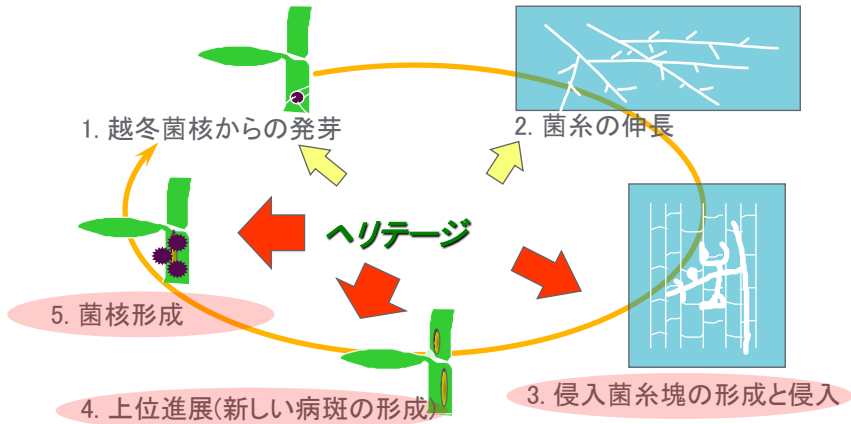 1. 越冬菌核からの発芽
2. 菌糸の伸長
ヘリテージ
5. 菌核形成
3. 侵入菌糸塊の形成と侵入
4. 上位進展(新しい病斑の形成)